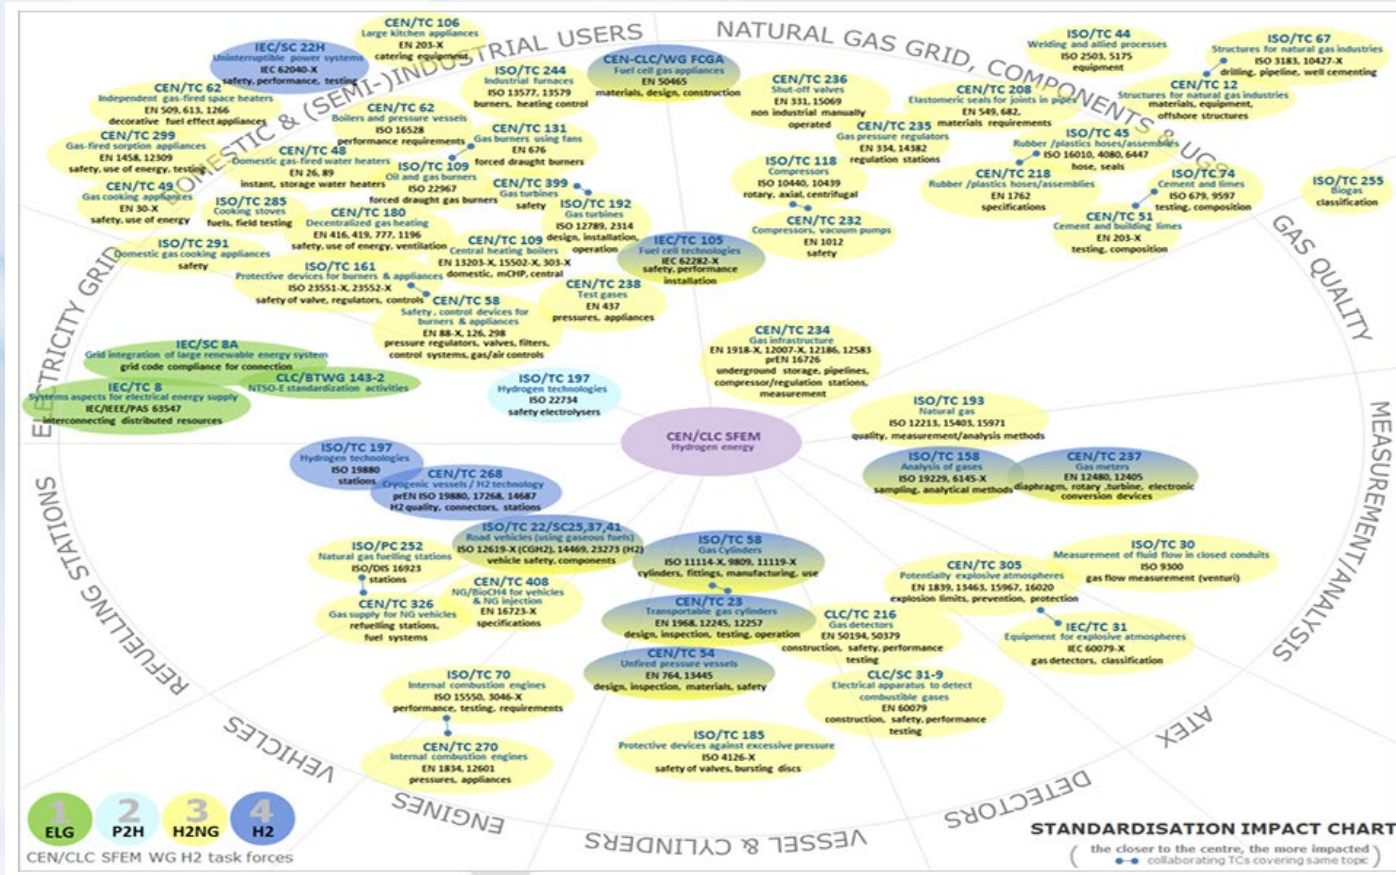 DOMESTIC & (SEMI-)INDUSTRIAL USERS
NATURAL GAS GRID, COMPONENTS & UGS
GAS QUALITY
MEASUREMENT/ANALYSIS
ATEX
DETECTORS
VESSEL & CYLINDERS
ENGINES
VEHICLES
REFUELLING STATIONS
ELECTRICITY GRID
CEN/TC 106
Large kitchen appliances
EN 203-X
catering equipment
IEC/SC 22H
Uninterruptible power systems
IEC 62040-X
safety, performance, testing
CEN/TC 62
Independent gas-fired space heaters
EN 509, 613, 1266
decorative fuel effect appliances
ISO/TC 244
Industrial furnaces
ISO 13577, 13579
burners, heating control
CEN/TC 62
Boilers and pressure vessels
ISO 16528
performance requirements
CEN/TC 131
Gas burners using fans
EN 676
forced draught burners
CEN/TC 299
Gas-fired sorption appliances
EN 1458, 12309
safety, use of energy, testing
CEN/TC 48
Domestic gas-fired water heaters
EN 26, 89
instant, storage water heaters
ISO/TC 109
Oil and gas burners
ISO 22967
forced draught gas burners
CEN/TC 399
Gas turbines
safety
CEN/TC 49
Gas cooking appliances
EN 30-X
safety, use of energy
ISO/TC 285
Cooking stoves
fuels, field testing
CEN/TC 180
Decentralized gas heating
EN 416, 419, 777, 1196
safety, use of energy, ventilation
ISO/TC 192
Gas turbines
ISO 12789, 2314
design, installation,
operation
ISO/TC 291
Domestic gas cooking appliances
safety
CEN/TC 109
Central heating boilers
EN 13203-X, 15502-X, 303-X
domestic, mCHP, central
ISO/TC 161
Protective devices for burners & appliances
ISO 23551-X, 23552-X
safety of valve, regulators, controls
CEN/TC 58
Safety, control devices for
burners & appliances
EN 88-X, 126, 298
pressure regulators, valves, filters,
control systems, gas/air controls
CEN/TC 238
Test gases
EN 437
pressures, appliances
CEN-CLC/WG FCGA
Fuel cell gas appliances
EN 50465
materials, design, construction
IEC/TC 105
Fuel cell technologies
IEC 62282-X
safety, performance
installation
CEN/TC 236
Shut-off valves
EN 331, 15069
non industrial manually
operated
CEN/TC 235
Gas pressure regulators
EN 334, 14382
regulation stations
ISO/TC 118
Compressors
ISO 10440, 10439
rotary, axial, centrifugal
CEN/TC 232
Compressors, vacuum pumps
EN 1012
safety
CEN/TC 208
Elastomeric seals for joints in pipes
EN 549, 682,
materials requirements
ISO/TC 44
Welding and allied processes
ISO 2503, 5175
equipment
ISO/TC 67
Structures for natural gas industries
ISO 3183, 10427-X
drilling, pipeline, well cementing
CEN/TC 12
Structures for natural gas industries
materials, equipment,
offshore structures
ISO/TC 45
Rubber /plastics hoses/assemblies
ISO 16010, 4080, 6447
hose, seals
CEN/TC 218
Rubber /plastics hoses/assemblies
EN 1762
specifications
ISO/TC 74
Cement and limes
ISO 679, 9597
testing, composition
CEN/TC 51
Cement and building limes
EN 203-X
testing, composition
ISO/TC 255
Biogas
classification
CEN/TC 234
Gas infrastructure
EN 1918-X, 12007-X, 12186, 12583
prEN 16726
underground storage, pipelines,
compressor/regulation stations,
measurement
IEC/SC 8A
Grid integration of large renewable energy system
grid code compliance for connection
CLC/BTWG 143-2
NTSO-E standardization activities
IEC/TC 8
Systems aspects for electrical energy supply
IEC/IEEE/PAS 63547
interconnecting distributed resources
ISO/TC 197
Hydrogen technologies
ISO 22734
safety electrolysers
CEN/CLC SFEM
Hydrogen energy
ISO/TC 193
Natural gas
ISO 12213, 15403, 15971
quality, measurement/analysis methods
ISO/TC 158
Analysis of gases
ISO 19229, 6145-X
sampling, analytical methods
CEN/TC 237
Gas meters
EN 12480, 12405
diaphragm, rotary ,turbine, electronic
conversion devices
ISO/TC 197
Hydrogen technologies
ISO 19880
stations
CEN/TC 268
Cryogenic vessels / H2 technology
prEN ISO 19880, 17268, 14687
H2 quality, connectors, stations
ISO/TC 22/SC25,37,41
Road vehicles (using gaseous fuels)
ISO 12619-X (CGH2), 14469, 23273 (H2)
vehicle safety, components
ISO/PC 252
Natural gas fuelling stations
ISO/DIS 16923
stations
CEN/TC 326
Gas supply for NG vehicles
refuelling stations,
fuel systems
CEN/TC 408
NG/BioCH4 for vehicles
& NG injection
EN 16723-X
specifications
ISO/TC 58
Gas Cylinders
ISO 11114-X, 9809, 11119-X
cylinders, fittings, manufacturing, use
CEN/TC 23
Transportable gas cylinders
EN 1968, 12245, 12257
design, inspection, testing, operation
CEN/TC 54
Unfired pressure vessels
EN 764, 13445
design, inspection, materials, safety
ISO/TC 185
Protective devices against excessive pressure
ISO 4126-X
safety of valves, bursting discs
CLC/TC 216
Gas detectors
EN 50194, 50379
construction, safety, performance
testing
CLC/SC 31-9
Electrical apparatus to detect
combustible gases
EN 60079
construction, safety, performance
testing
CEN/TC 305
Potentially explosive atmospheres
EN 1839, 13463, 15967, 16020
explosion limits, prevention, protection
IEC/TC 31
Equipment for explosive atmospheres
IEC 60079-X
gas detectors, classification
ISO/TC 30
Measurement of fluid flow in closed conduits
ISO 9300
gas flow measurement (venturi)
ISO/TC 70
Internal combustion engines
ISO 15550, 3046-X
performance, testing, requirements
CEN/TC 270
Internal combustion engines
EN 1834, 12601
pressures, appliances
1 2 3 4
ELG P2H H2NG H2
CEN/CLC SFEM WG H2 task forces
STANDARDISATION IMPACT CHART
( the closer to the centre, the more impacted
collaborating TCs covering same topic )